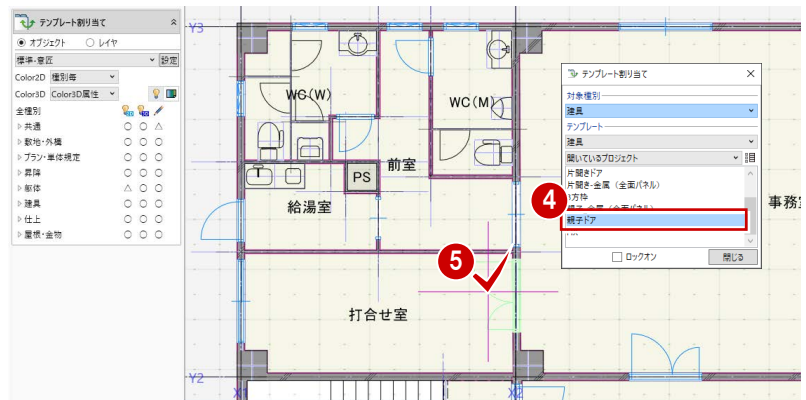 テンプレート割り当て
オブジェクト レイヤ
標準・意匠 設定
Color2D 種別毎
Color3D Color3D属性
全種別
共通
敷地・外構
プラン・単体規定
昇降
躯体
建具
仕上
屋根・金物
Y3
WC(W)
WC(M)
前室
PS
給湯室
打合せ室
Y2
X1
X2
テンプレート割り当て
対象種別
建具
テンプレート
建具
開いているプロジェクト
片開きドア
片開き-金属（全面パネル）
親子ドア
ロックオン 閉じる
4
5